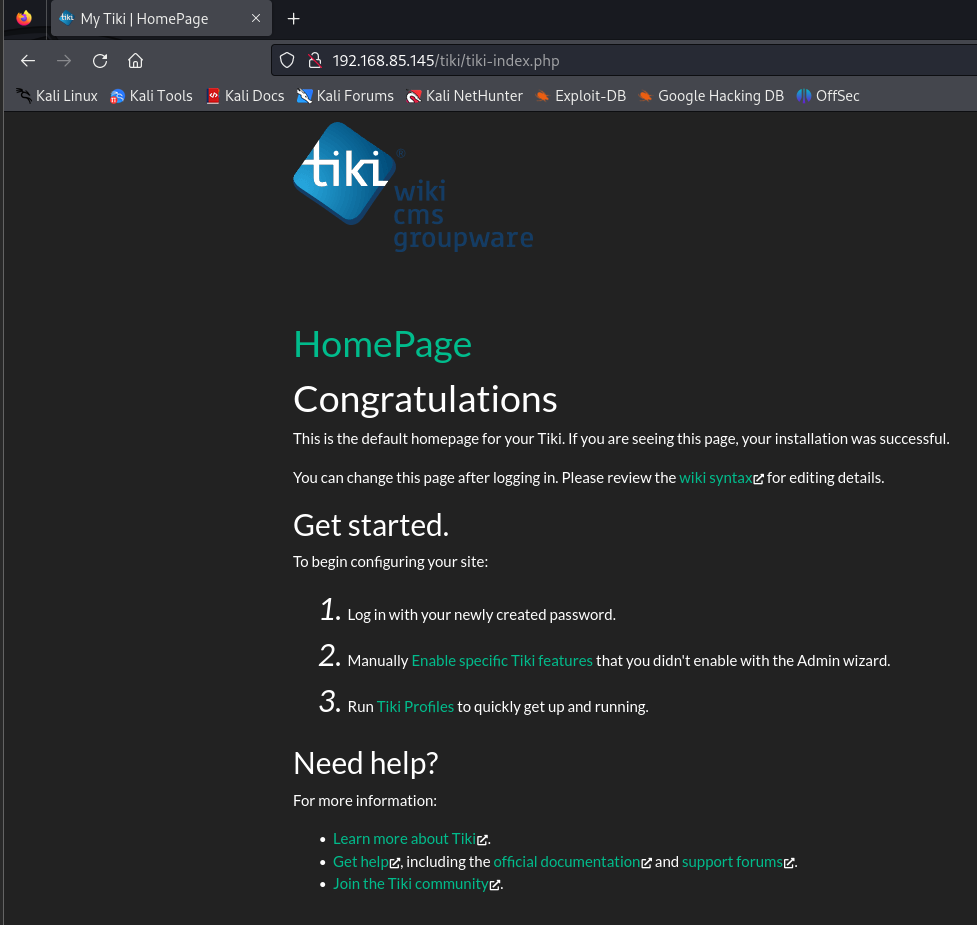 My Tiki | HomePage
192.168.85.145/tiki/tiki-index.php
Kali Linux Kali Tools Kali Docs Kali Forums Kali NetHunter Exploit-DB Google Hacking DB OffSec
tiki®
wiki
cms
groupware
HomePage
Congratulations
This is the default homepage for your Tiki. If you are seeing this page, your installation was successful.
You can change this page after logging in. Please review the wiki syntax for editing details.
Get started.
To begin configuring your site:
1. Log in with your newly created password.
2. Manually Enable specific Tiki features that you didn't enable with the Admin wizard.
3. Run Tiki Profiles to quickly get up and running.
Need help?
For more information:
• Learn more about Tiki.
• Get help, including the official documentation and support forums.
• Join the Tiki community.